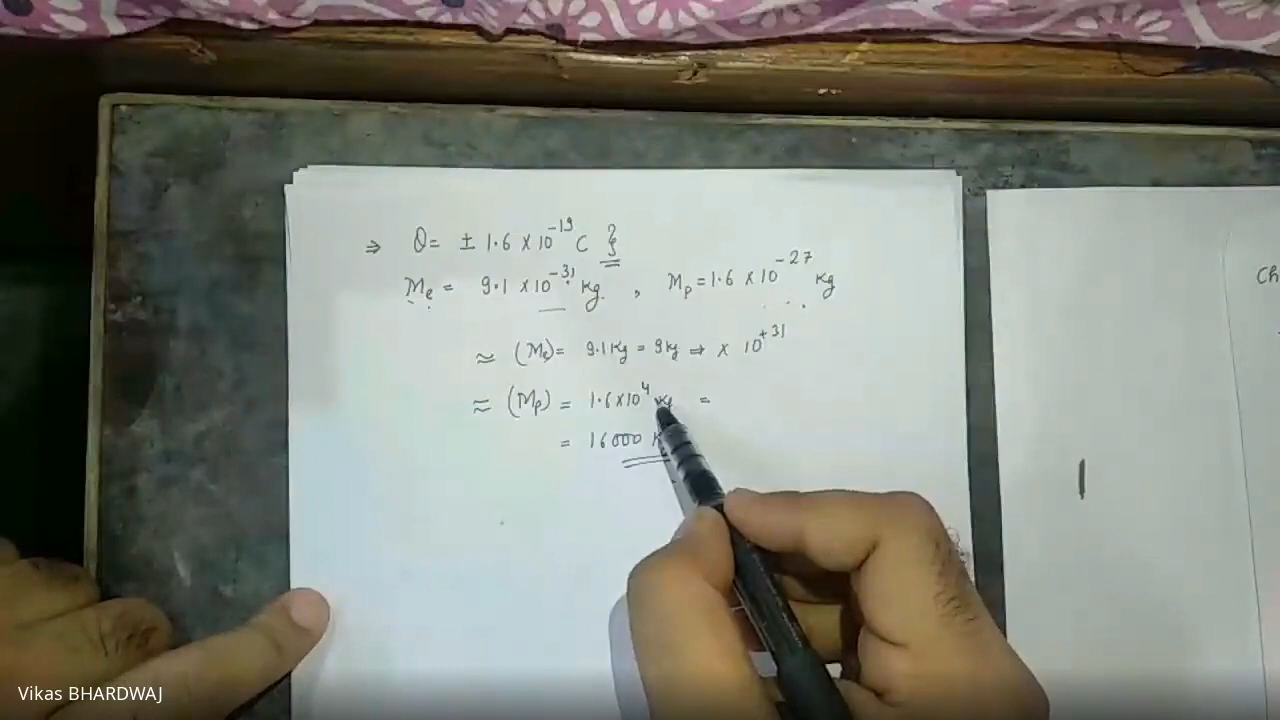 ⇒ Q= ± 1.6 X 10⁻¹⁹ C }
Me = 9.1 X 10⁻³¹ kg , Mp = 1.6 X 10⁻²⁷ kg
≈ (Me) = 9.1 Kg = 9 kg ⇒ X 10⁺³¹
≈ (Mp) = 1.6 X 10⁴ Kg =
= 16000 K
Ch
Vikas BHARDWAJ